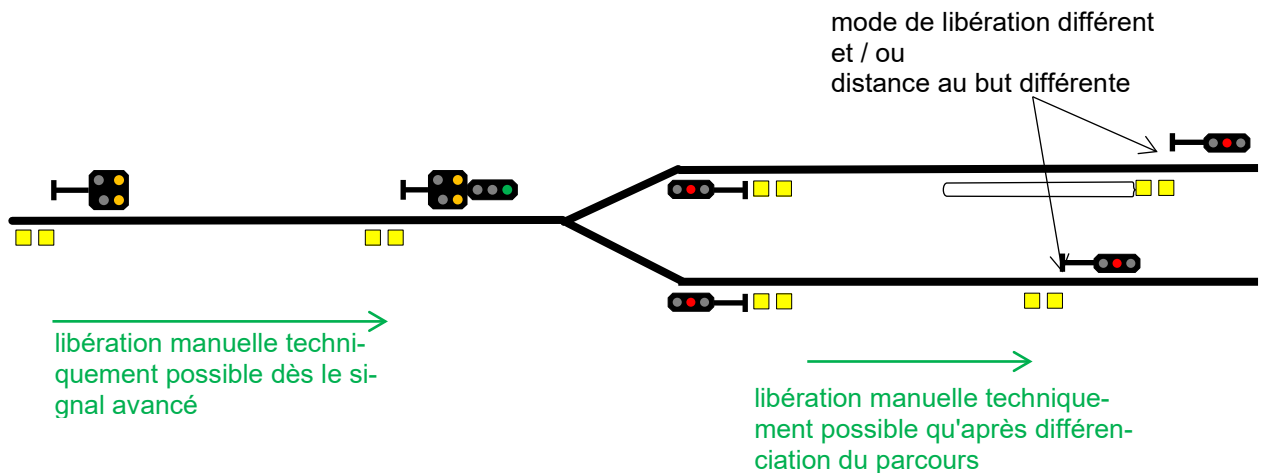 mode de libération différent
et / ou
distance au but différente
libération manuelle techni-
quement possible dès le si-
gnal avancé
libération manuelle technique-
ment possible qu'après différen-
ciation du parcours